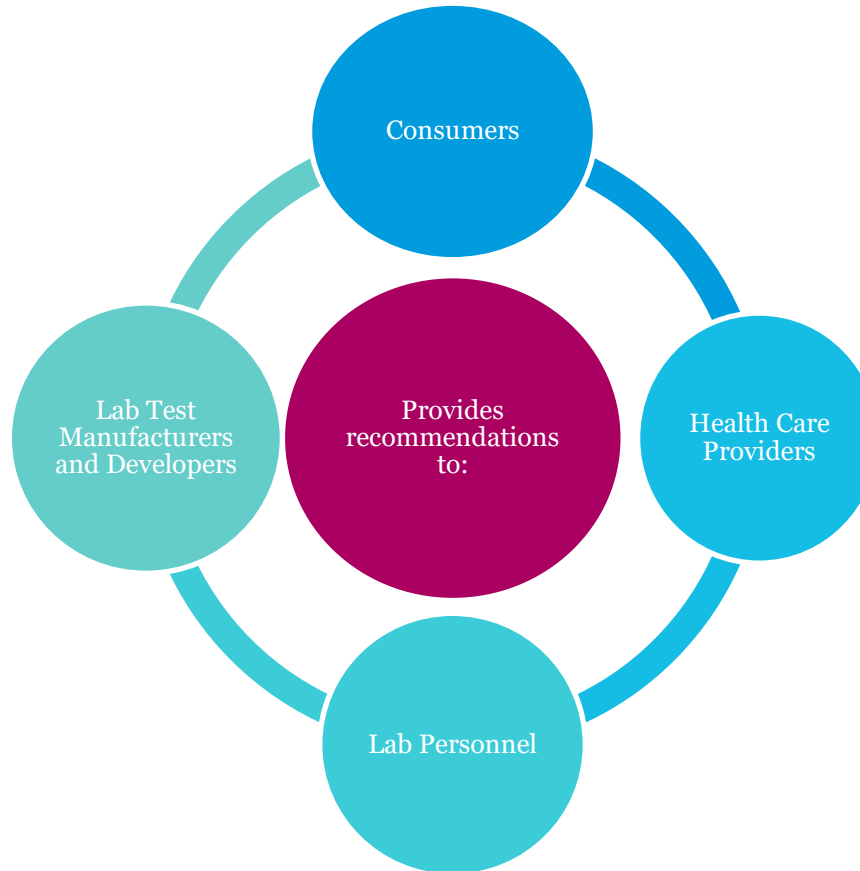 Consumers
Provides
recommendations
to:
Lab Test
Manufacturers
and Developers
Health Care
Providers
Lab Personnel